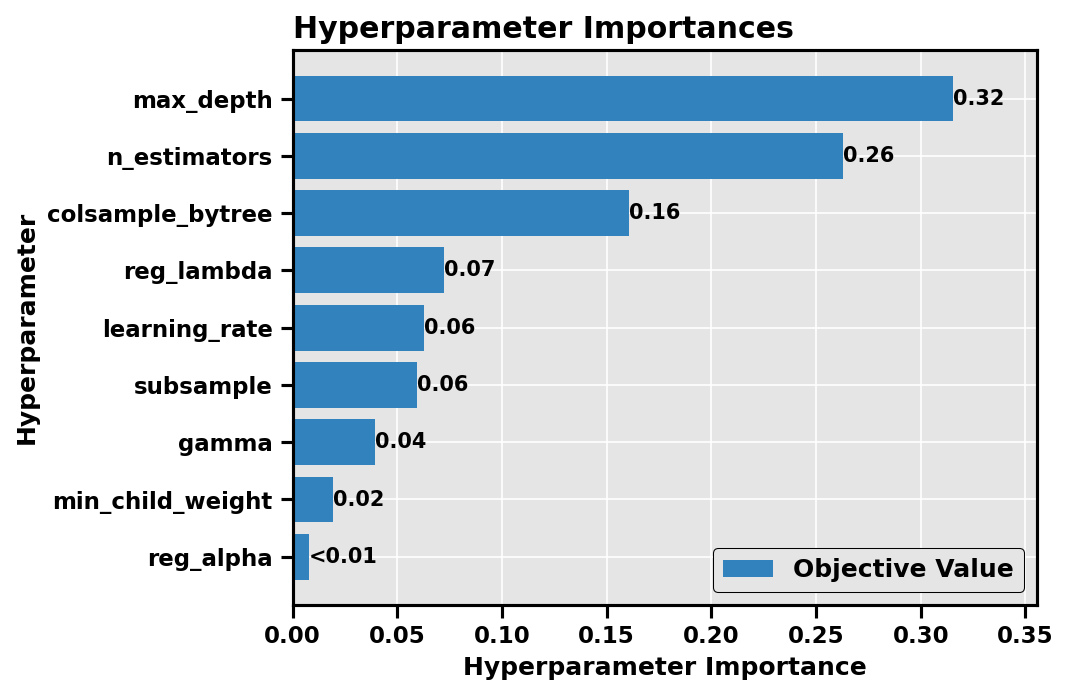 Hyperparameter Importances
Hyperparameter
max_depth 0.32
n_estimators 0.26
colsample_bytree 0.16
reg_lambda 0.07
learning_rate 0.06
subsample 0.06
gamma 0.04
min_child_weight 0.02
reg_alpha <0.01
Objective Value
0.00 0.05 0.10 0.15 0.20 0.25 0.30 0.35
Hyperparameter Importance